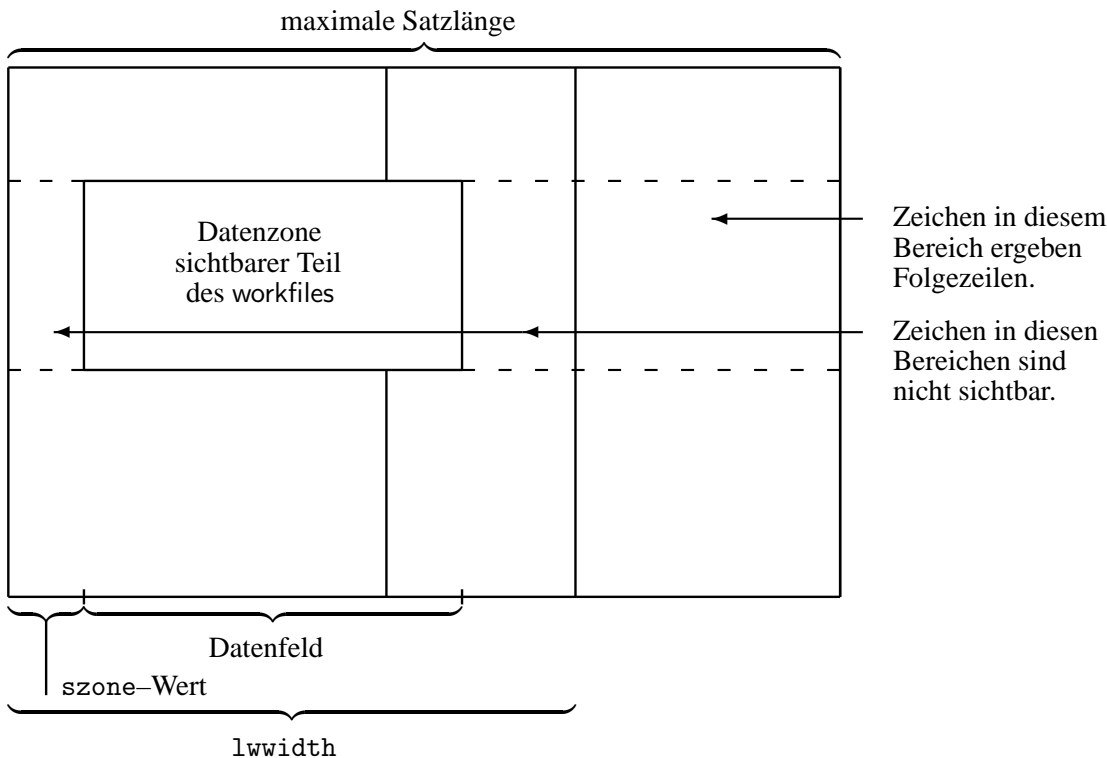 maximale Satzlänge
Datenzone
sichtbarer Teil
des workfiles
Zeichen in diesem
Bereich ergeben
Folgezeilen.
Zeichen in diesen
Bereichen sind
nicht sichtbar.
Datenfeld
szone–Wert
lwwidth